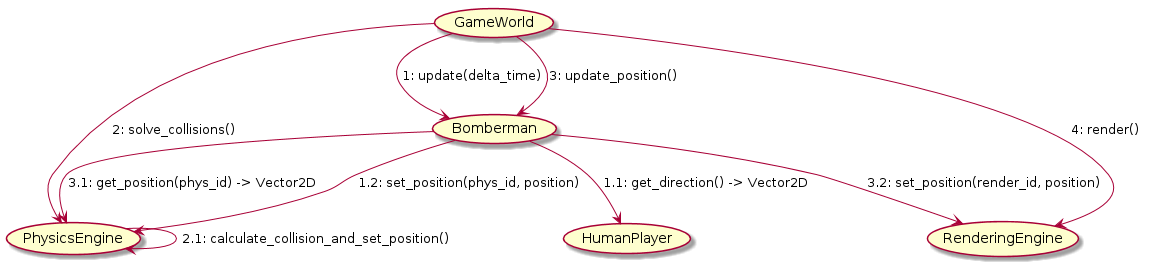 GameWorld
1: update(delta_time)
3: update_position()
2: solve_collisions()
4: render()
Bomberman
3.1: get_position(phys_id) -> Vector2D
1.2: set_position(phys_id, position)
1.1: get_direction() -> Vector2D
3.2: set_position(render_id, position)
PhysicsEngine
2.1: calculate_collision_and_set_position()
HumanPlayer
RenderingEngine